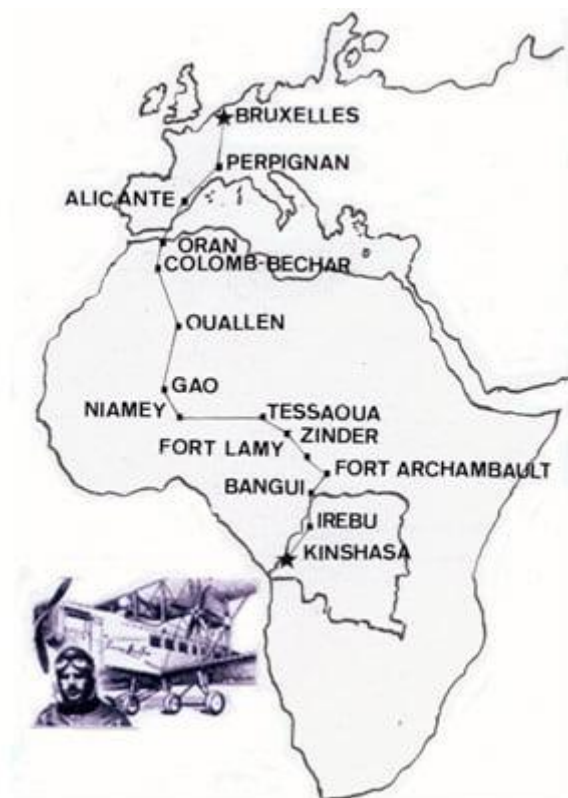 BRUXELLES
PERPIGNAN
ALICANTE
ORAN
COLOMB-BECHAR
OUALLEN
GAO
NIAMEY
TESSAOUA
ZINDER
FORT LAMY
FORT ARCHAMBAULT
BANGUI
IREBU
KINSHASA